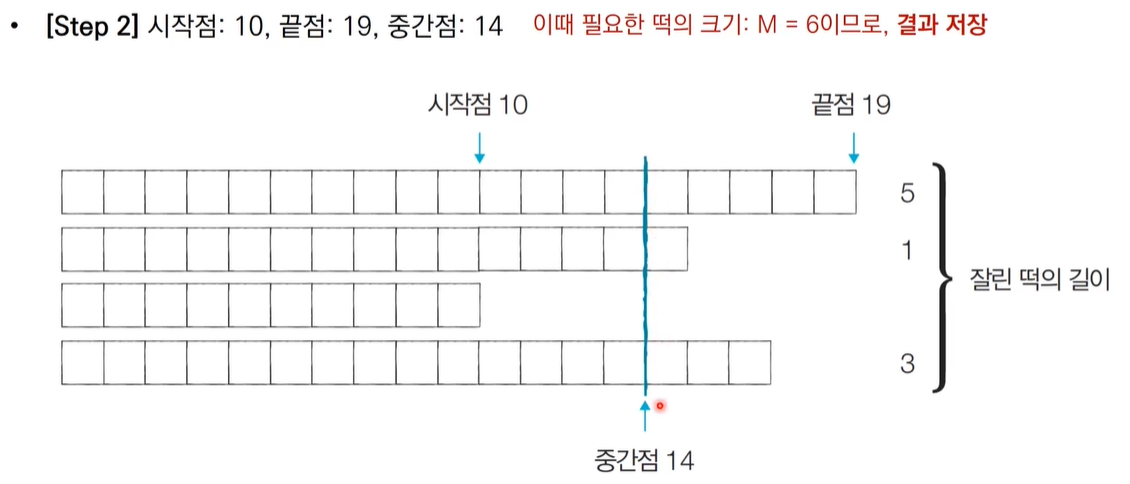 • [Step 2] 시작점: 10, 끝점: 19, 중간점: 14 이때 필요한 떡의 크기: M = 6이므로, 결과 저장
시작점 10 끝점 19
5
1
잘린 떡의 길이
3
중간점 14